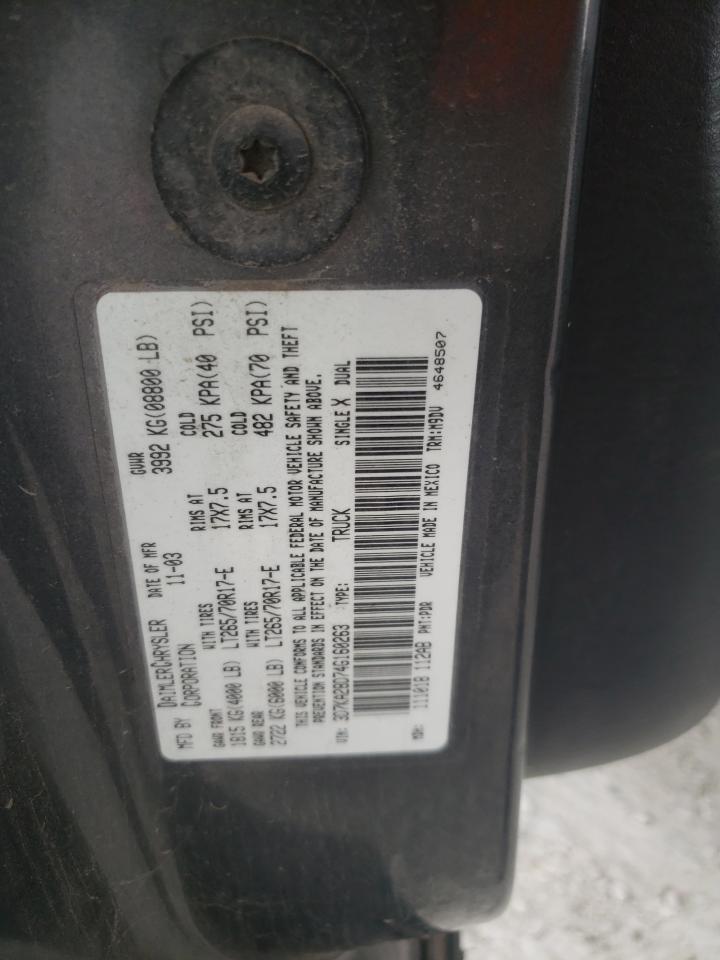 MFD BY DAIMLERCHRYSLER CORPORATION DATE OF MFR 11-03 GVWR 3992 KG(08800 LB)
GAWR FRONT WITH TIRES RIMS AT COLD
1815 KG(4000 LB) LT265/70R17-E 17X7.5 275 KPA(40 PSI)
GAWR REAR WITH TIRES RIMS AT COLD
2722 KG(6000 LB) LT265/70R17-E 17X7.5 482 KPA(70 PSI)
THIS VEHICLE CONFORMS TO ALL APPLICABLE FEDERAL MOTOR VEHICLE SAFETY AND THEFT
PREVENTION STANDARDS IN EFFECT ON THE DATE OF MANUFACTURE SHOWN ABOVE.
VIN: 3D7KA28D74G160263 TYPE: TRUCK SINGLE X DUAL
MDH: 111018 112AB PNT:PDR VEHICLE MADE IN MEXICO TRM:M9DV 4648507